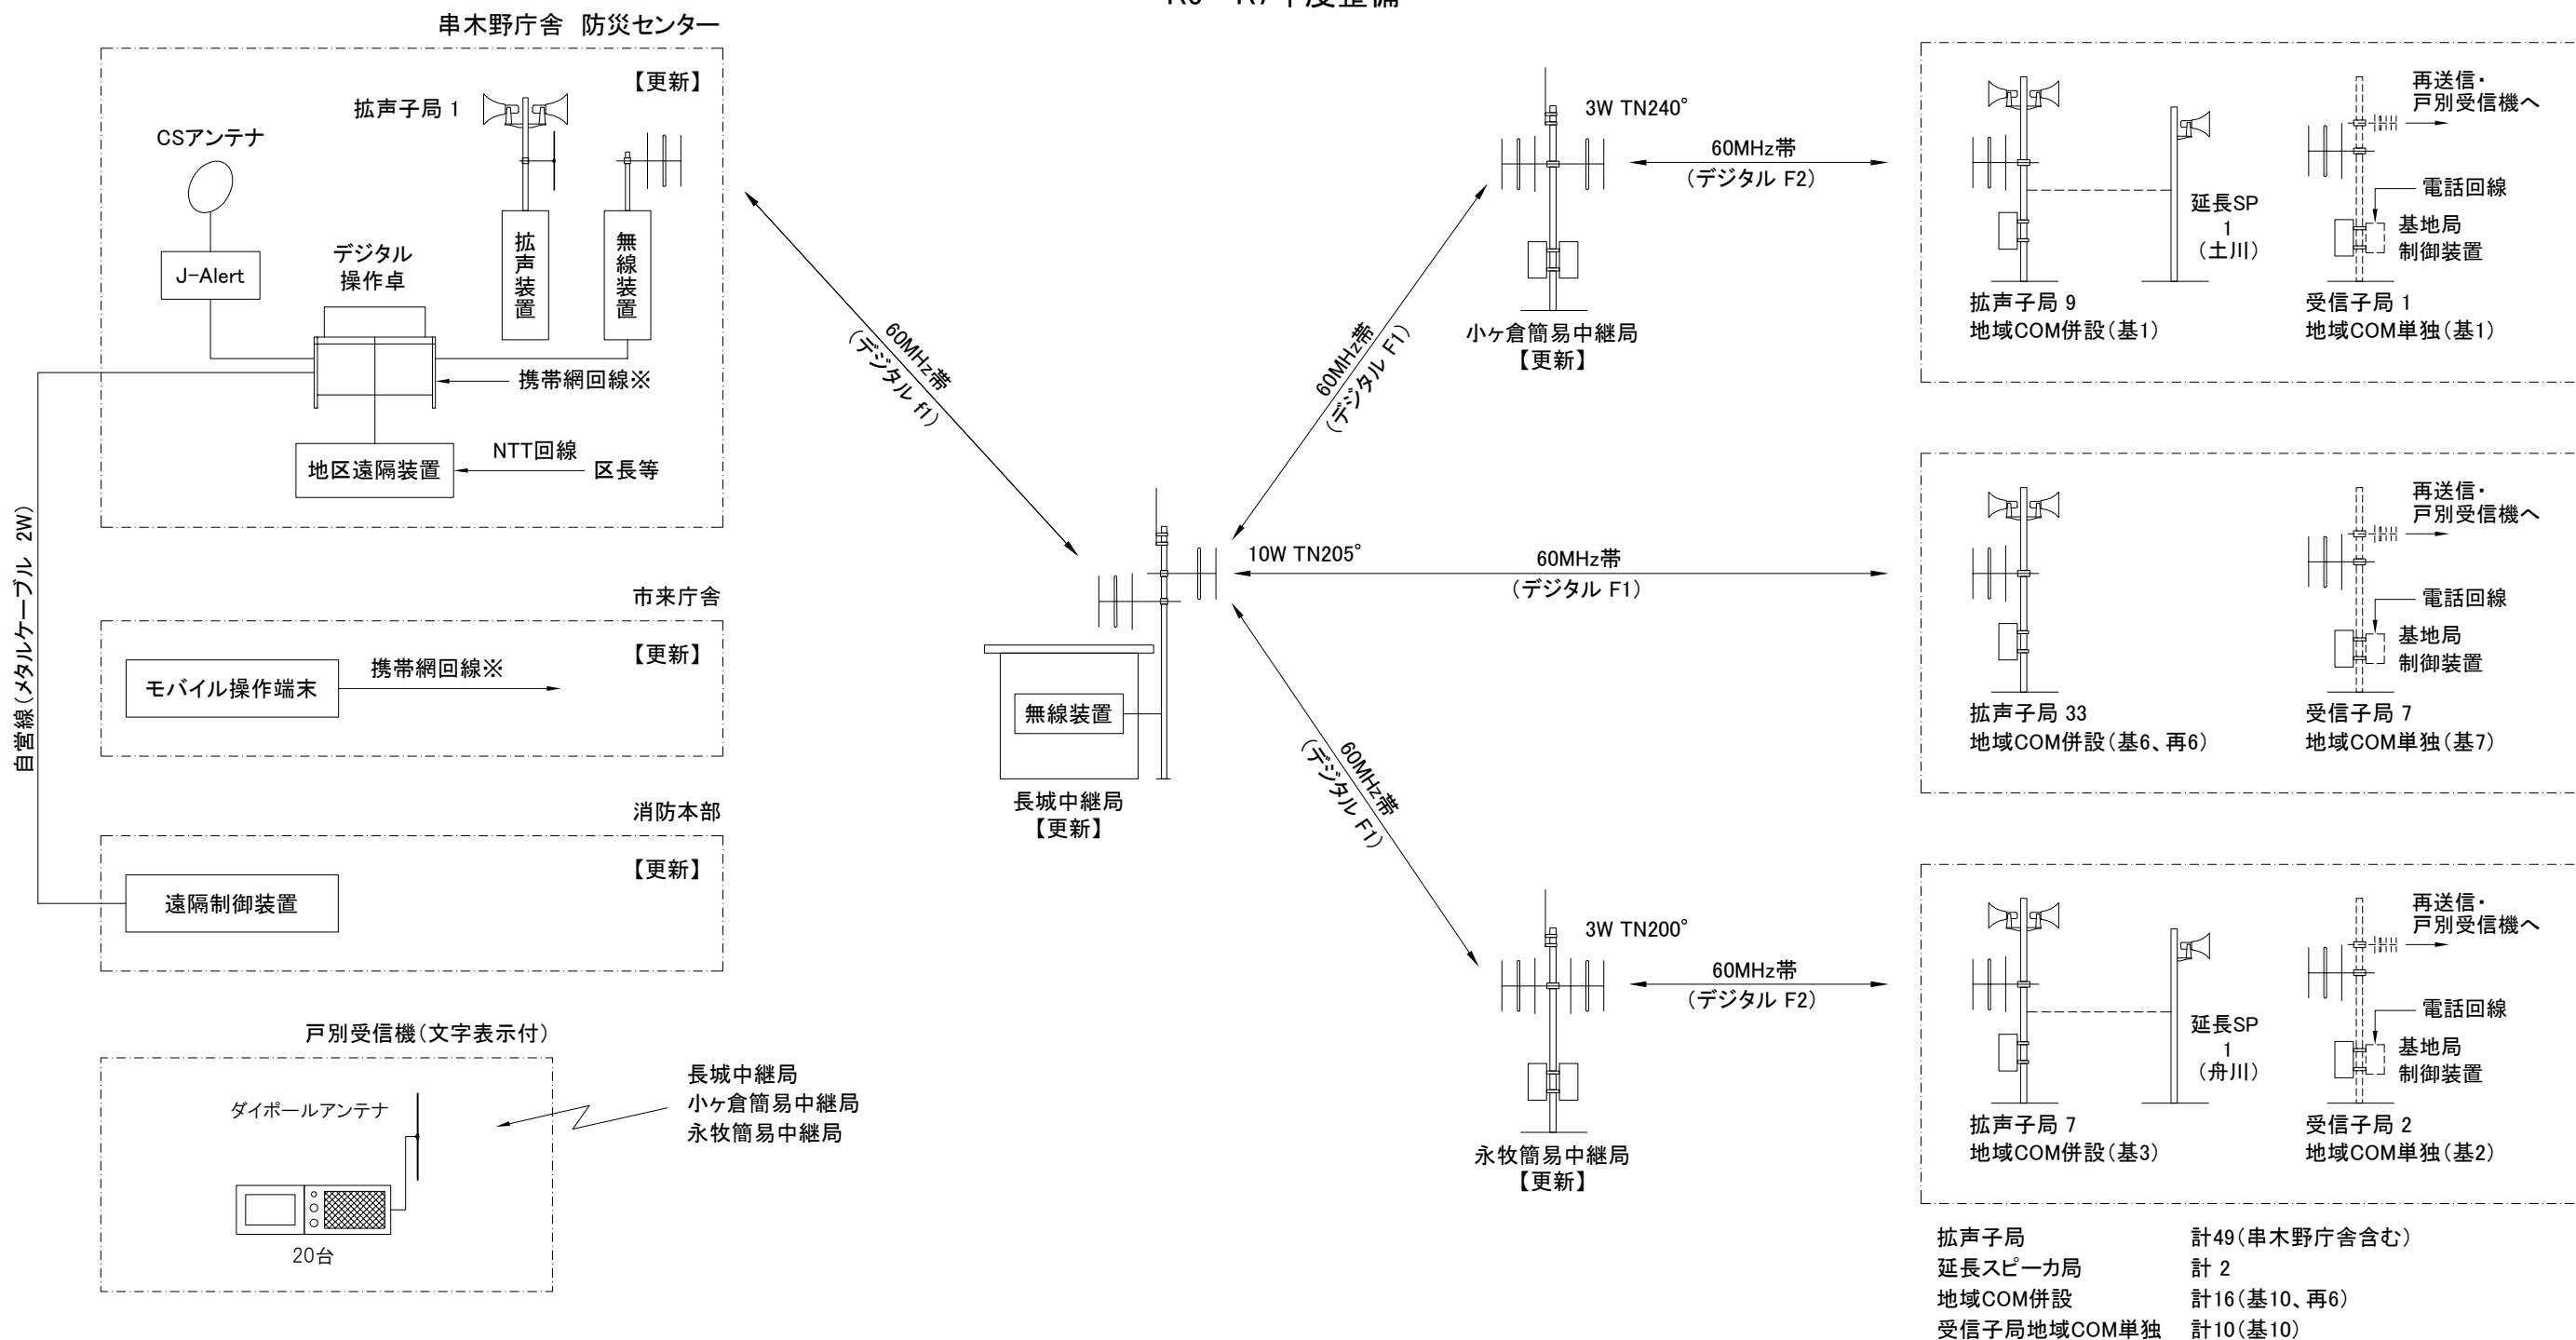 串木野庁舎 防災センター
【更新】
拡声子局 1
CSアンテナ
J-Alert
デジタル
操作卓
拡声装置
無線装置
携帯網回線※
地区遠隔装置
NTT回線
区長等
自営線(メタルケーブル 2W)
市来庁舎
【更新】
モバイル操作端末
携帯網回線※
消防本部
【更新】
遠隔制御装置
戸別受信機(文字表示付)
ダイポールアンテナ
20台
長城中継局
小ヶ倉簡易中継局
永牧簡易中継局
60MHz帯
(デジタル f1)
無線装置
長城中継局
【更新】
10W TN205°
60MHz帯
(デジタル F1)
60MHz帯
(デジタル F1)
60MHz帯
(デジタル F1)
3W TN240°
小ヶ倉簡易中継局
【更新】
60MHz帯
(デジタル F2)
3W TN200°
永牧簡易中継局
【更新】
60MHz帯
(デジタル F2)
再送信・
戸別受信機へ
電話回線
延長SP
1
(土川)
基地局
制御装置
拡声子局 9
地域COM併設(基1)
受信子局 1
地域COM単独(基1)
再送信・
戸別受信機へ
電話回線
基地局
制御装置
拡声子局 33
地域COM併設(基6、再6)
受信子局 7
地域COM単独(基7)
再送信・
戸別受信機へ
電話回線
延長SP
1
(舟川)
基地局
制御装置
拡声子局 7
地域COM併設(基3)
受信子局 2
地域COM単独(基2)
拡声子局 計49(串木野庁舎含む)
延長スピーカ局 計 2
地域COM併設 計16(基10、再6)
受信子局地域COM単独 計10(基10)